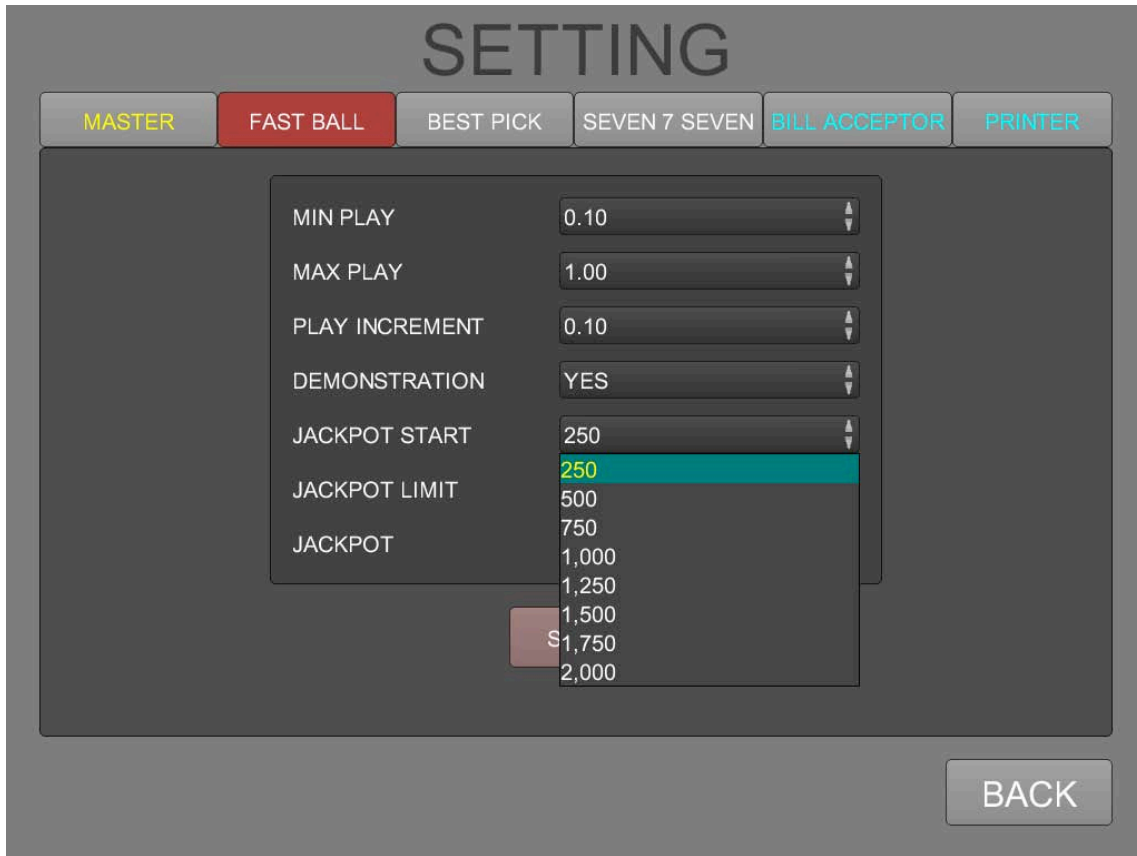 SETTING
MASTER FAST BALL BEST PICK SEVEN 7 SEVEN BILL ACCEPTOR PRINTER
MIN PLAY 0.10
MAX PLAY 1.00
PLAY INCREMENT 0.10
DEMONSTRATION YES
JACKPOT START 250
250
JACKPOT LIMIT
500
750
JACKPOT
1,000
1,250
1,500
1,750
2,000
BACK